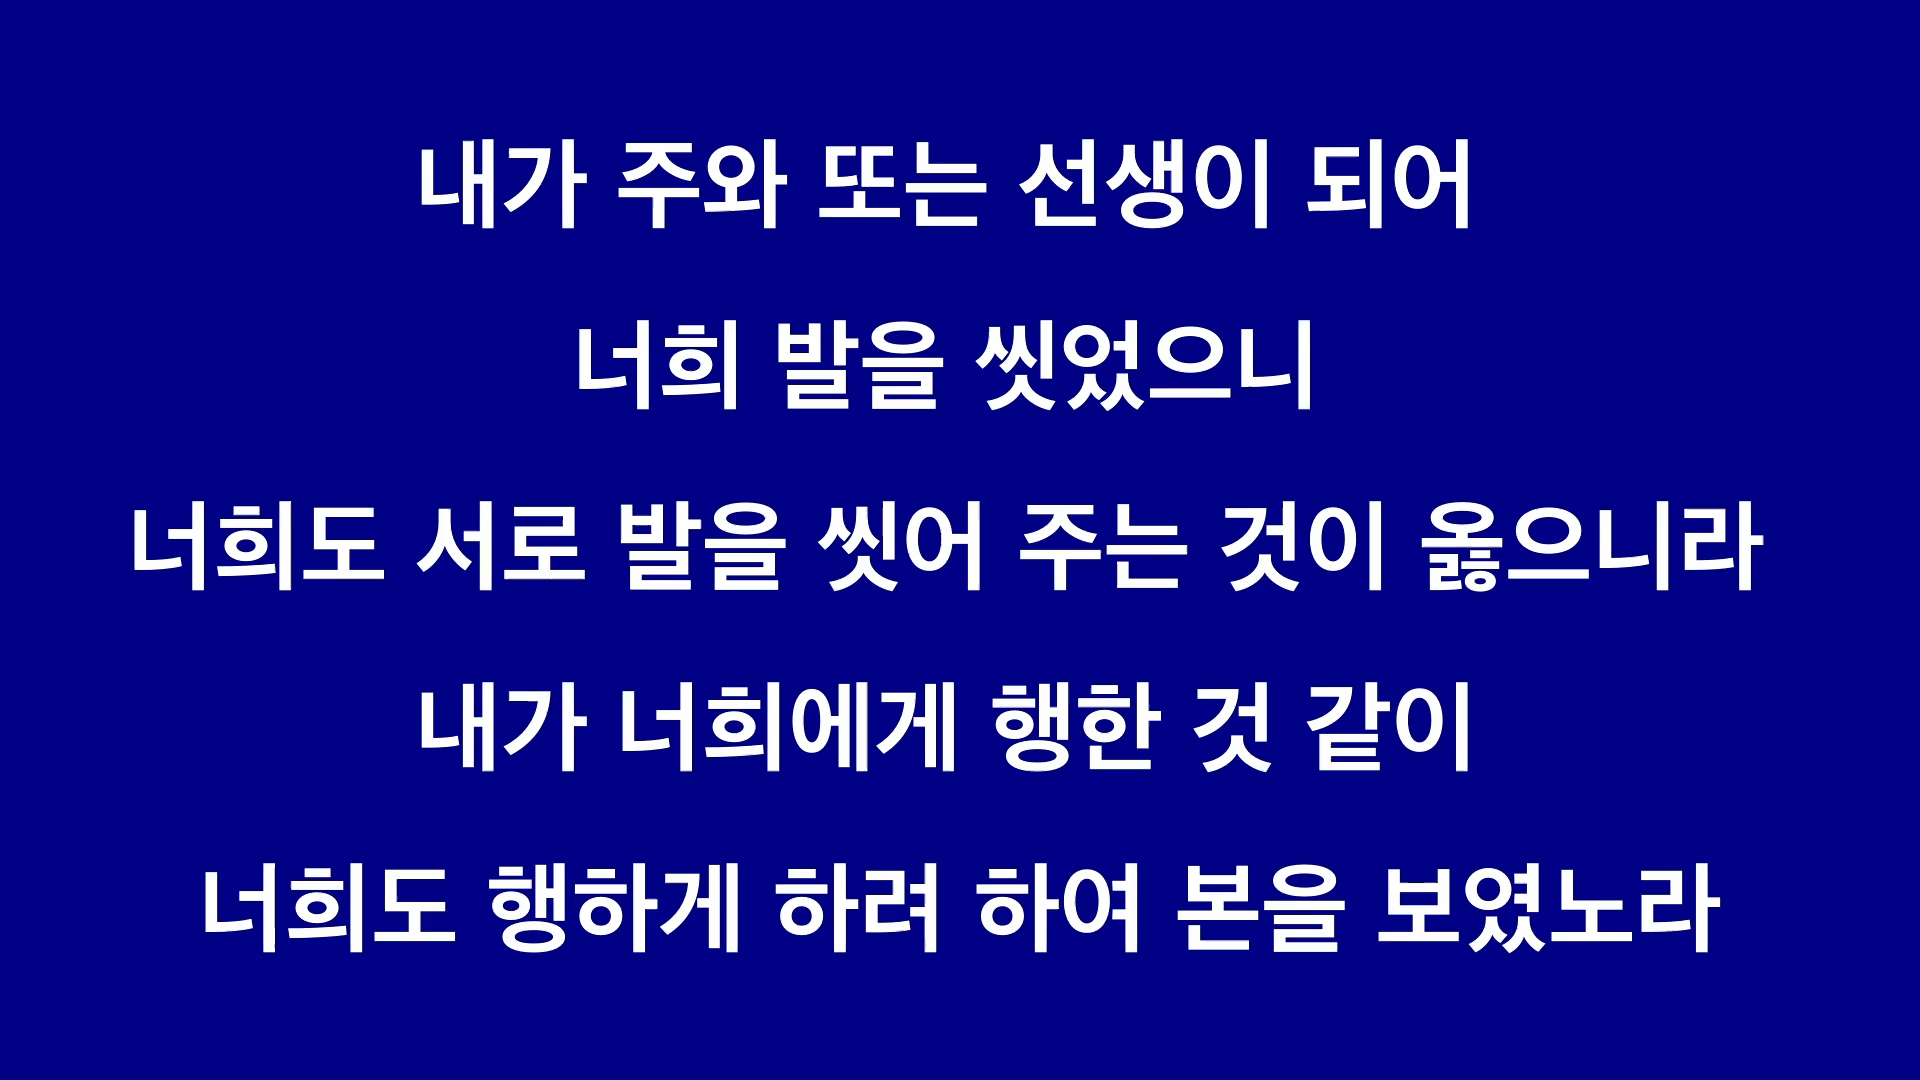 내가 주와 또는 선생이 되어
너희 발을 씻었으니
너희도 서로 발을 씻어 주는 것이 옳으니라
내가 너희에게 행한 것 같이
너희도 행하게 하려 하여 본을 보였노라